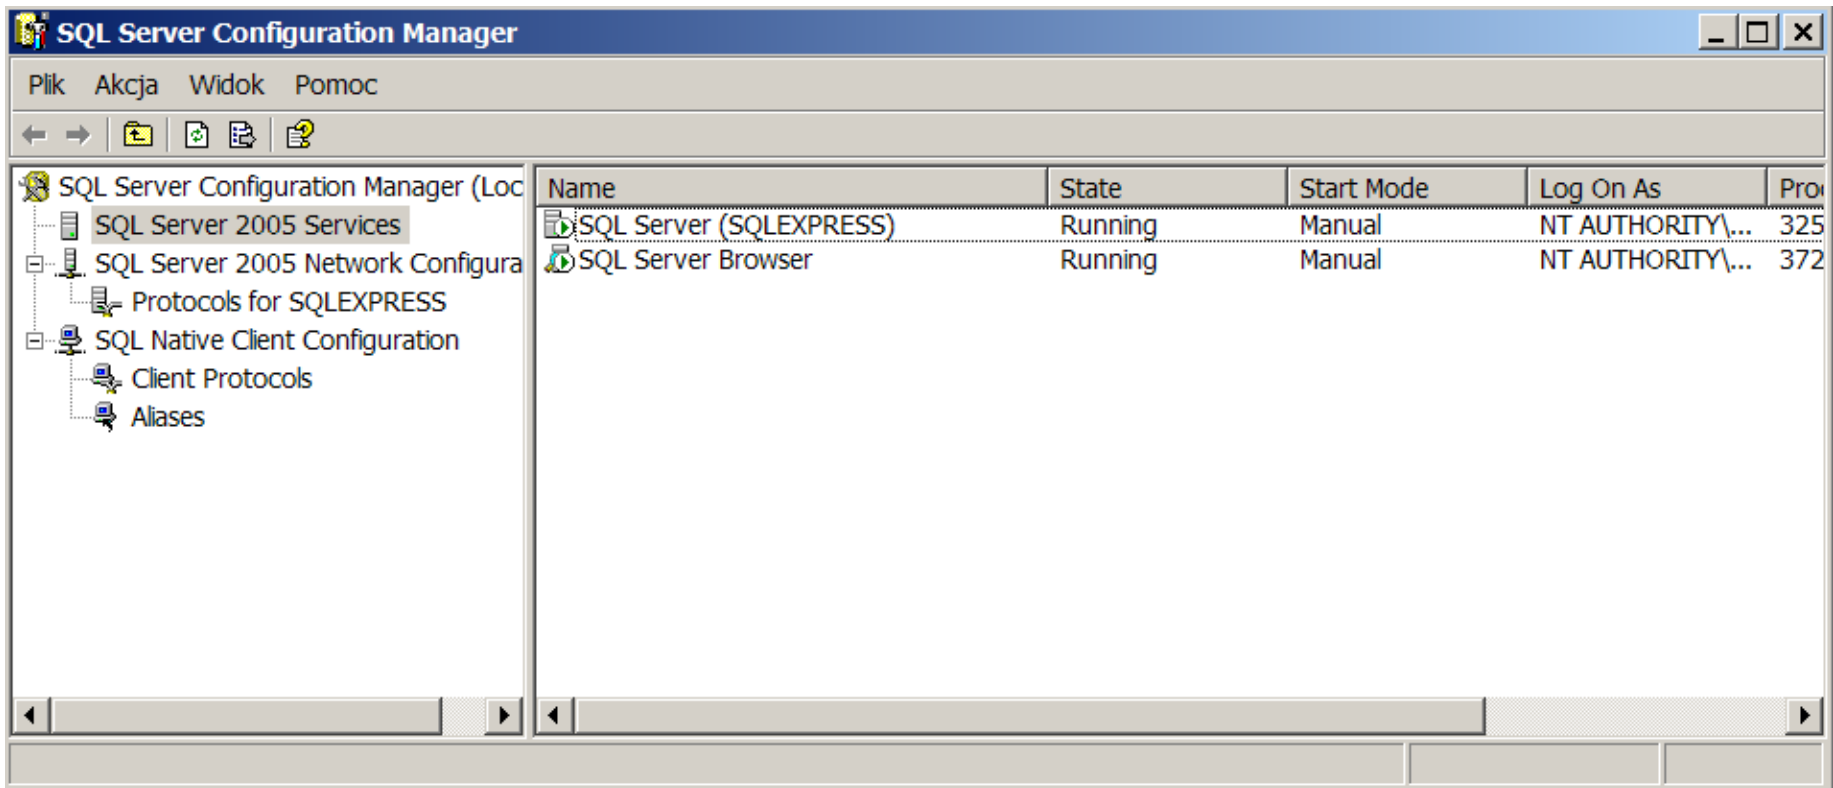 SQL Server Configuration Manager
Plik Akcja Widok Pomoc
SQL Server Configuration Manager (Loc
SQL Server 2005 Services
SQL Server 2005 Network Configura
Protocols for SQLEXPRESS
SQL Native Client Configuration
Client Protocols
Aliases
Name State Start Mode Log On As Pro
SQL Server (SQLEXPRESS) Running Manual NT AUTHORITY\... 325
SQL Server Browser Running Manual NT AUTHORITY\... 372